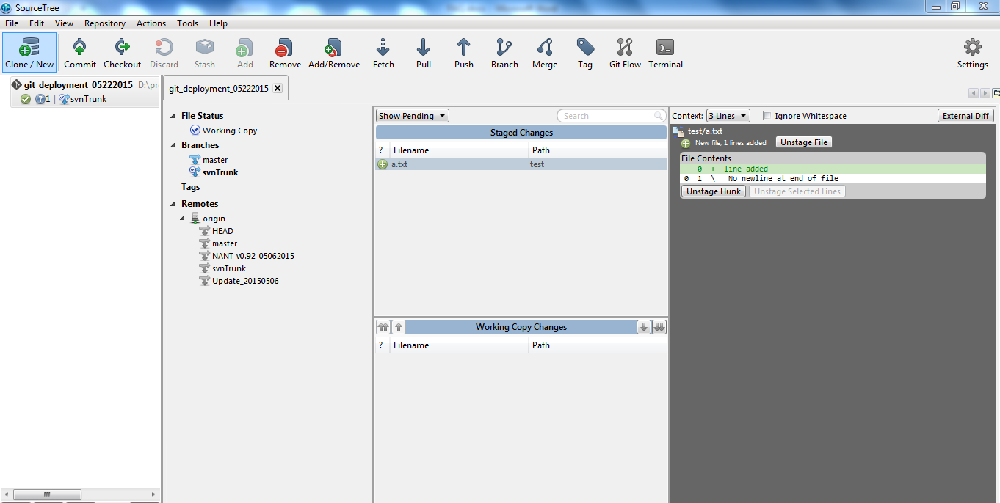 SourceTree
File Edit View Repository Actions Tools Help
Clone / New Commit Checkout Discard Stash Add Remove Add/Remove Fetch Pull Push Branch Merge Tag Git Flow Terminal Settings
git_deployment_05222015 D:\pr
1 | svnTrunk
git_deployment_05222015
File Status
Working Copy
Branches
master
svnTrunk
Tags
Remotes
origin
HEAD
master
NANT_v0.92_05062015
svnTrunk
Update_20150506
Show Pending Search
Staged Changes
? Filename Path
a.txt test
Working Copy Changes
? Filename Path
Context: 3 Lines Ignore Whitespace External Diff
test/a.txt
New file, 1 lines added Unstage File
File Contents
0 + line added
0 1 \ No newline at end of file
Unstage Hunk Unstage Selected Lines